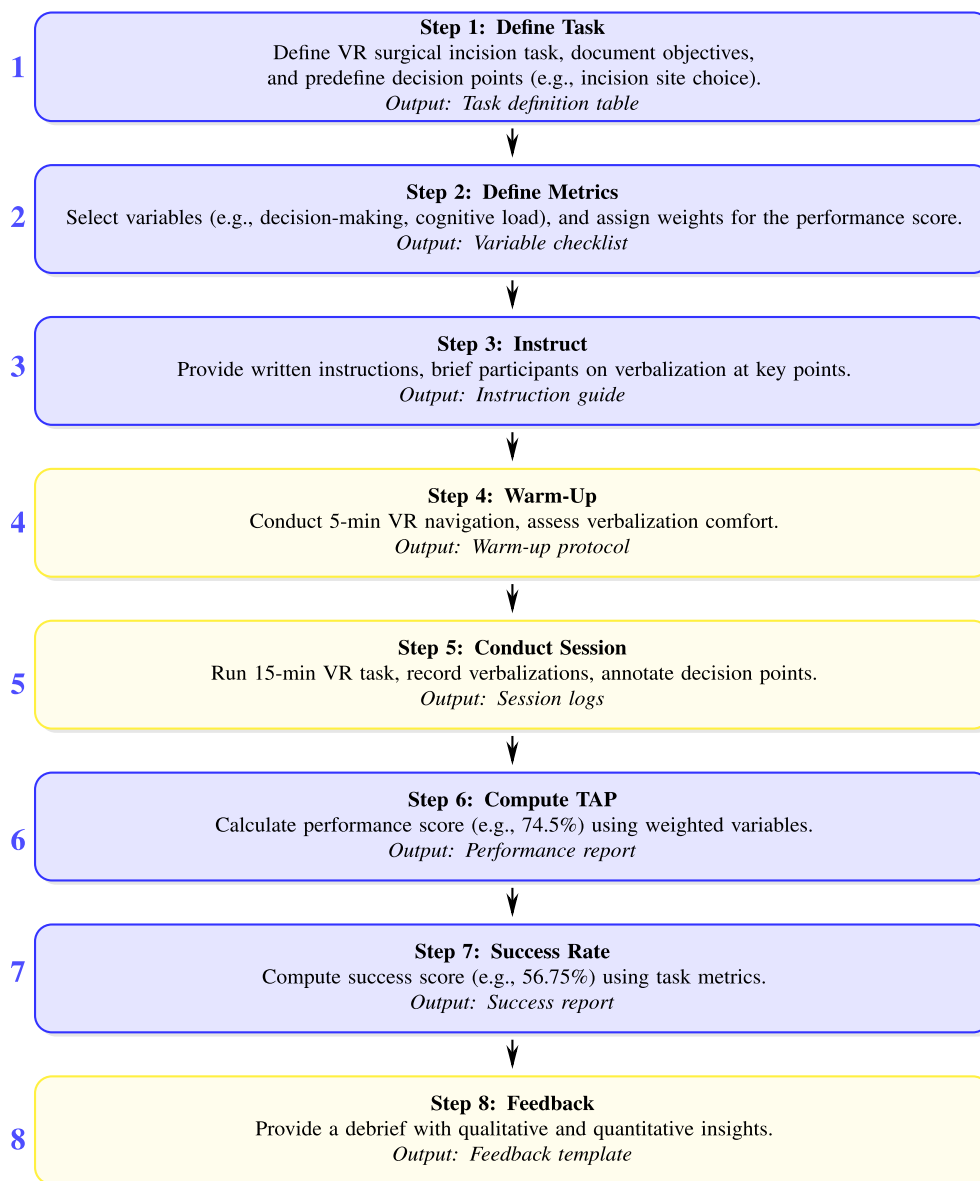 1
Step 1: Define Task
Define VR surgical incision task, document objectives,
and predefine decision points (e.g., incision site choice).
Output: Task definition table
2
Step 2: Define Metrics
Select variables (e.g., decision-making, cognitive load), and assign weights for the performance score.
Output: Variable checklist
3
Step 3: Instruct
Provide written instructions, brief participants on verbalization at key points.
Output: Instruction guide
4
Step 4: Warm-Up
Conduct 5-min VR navigation, assess verbalization comfort.
Output: Warm-up protocol
5
Step 5: Conduct Session
Run 15-min VR task, record verbalizations, annotate decision points.
Output: Session logs
6
Step 6: Compute TAP
Calculate performance score (e.g., 74.5%) using weighted variables.
Output: Performance report
7
Step 7: Success Rate
Compute success score (e.g., 56.75%) using task metrics.
Output: Success report
8
Step 8: Feedback
Provide a debrief with qualitative and quantitative insights.
Output: Feedback template